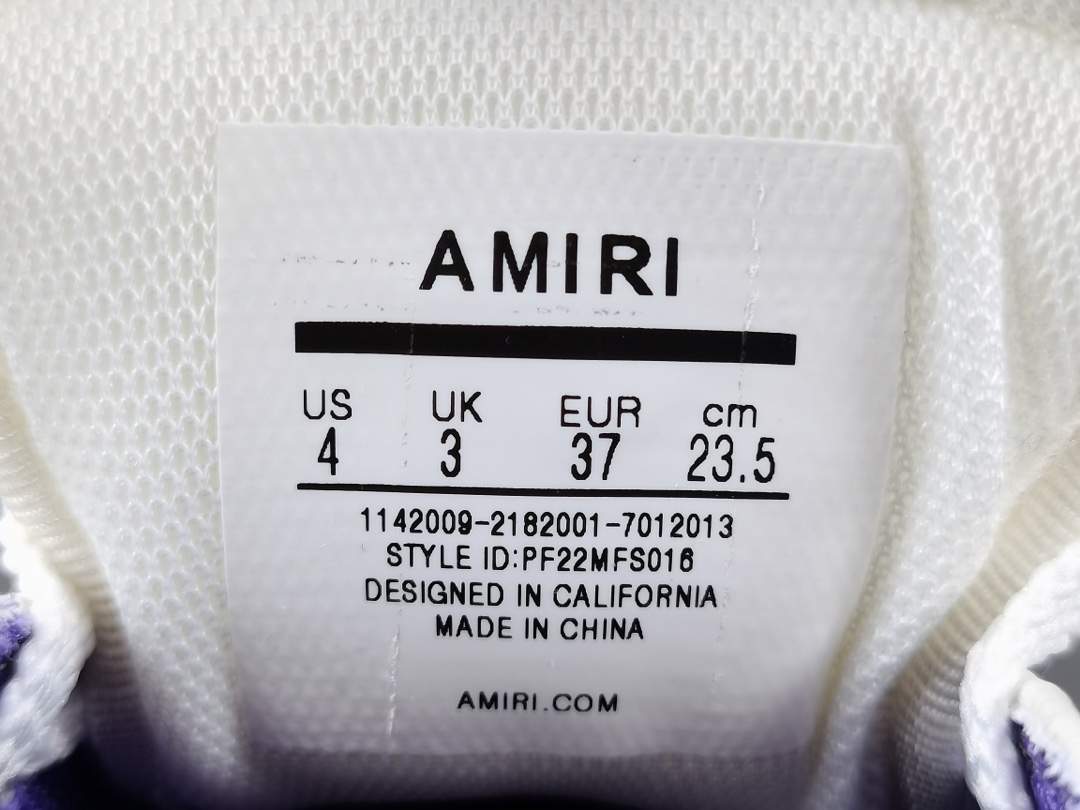 AMIRI
US UK EUR cm
4 3 37 23.5
1142009-2182001-7012013
STYLE ID:PF22MFS016
DESIGNED IN CALIFORNIA
MADE IN CHINA
AMIRI.COM